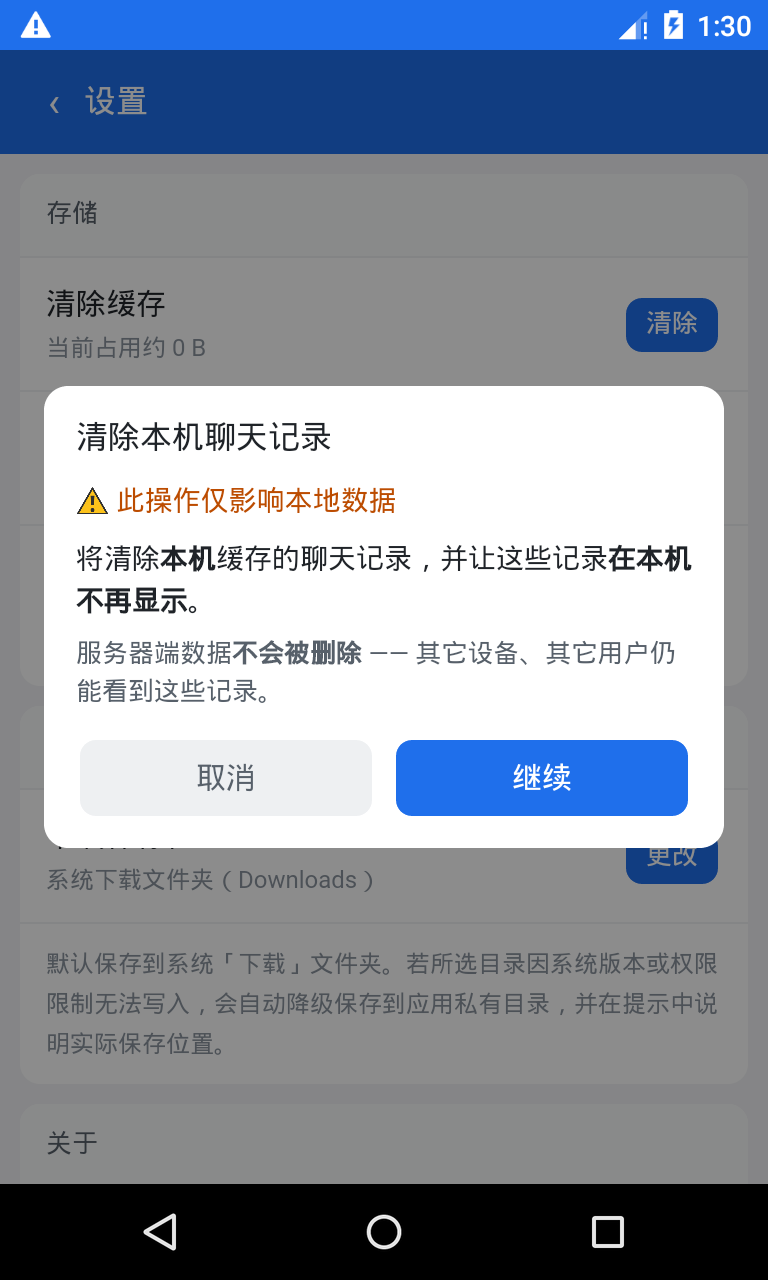 1:30
‹ 设置
存储
清除缓存
当前占用约 0 B
清除
清除本机聊天记录
此操作仅影响本地数据
将清除本机缓存的聊天记录，并让这些记录在本机
不再显示。
服务器端数据不会被删除 —— 其它设备、其它用户仍
能看到这些记录。
取消
继续
更改
系统下载文件夹（Downloads）
默认保存到系统「下载」文件夹。若所选目录因系统版本或权限
限制无法写入，会自动降级保存到应用私有目录，并在提示中说
明实际保存位置。
关于